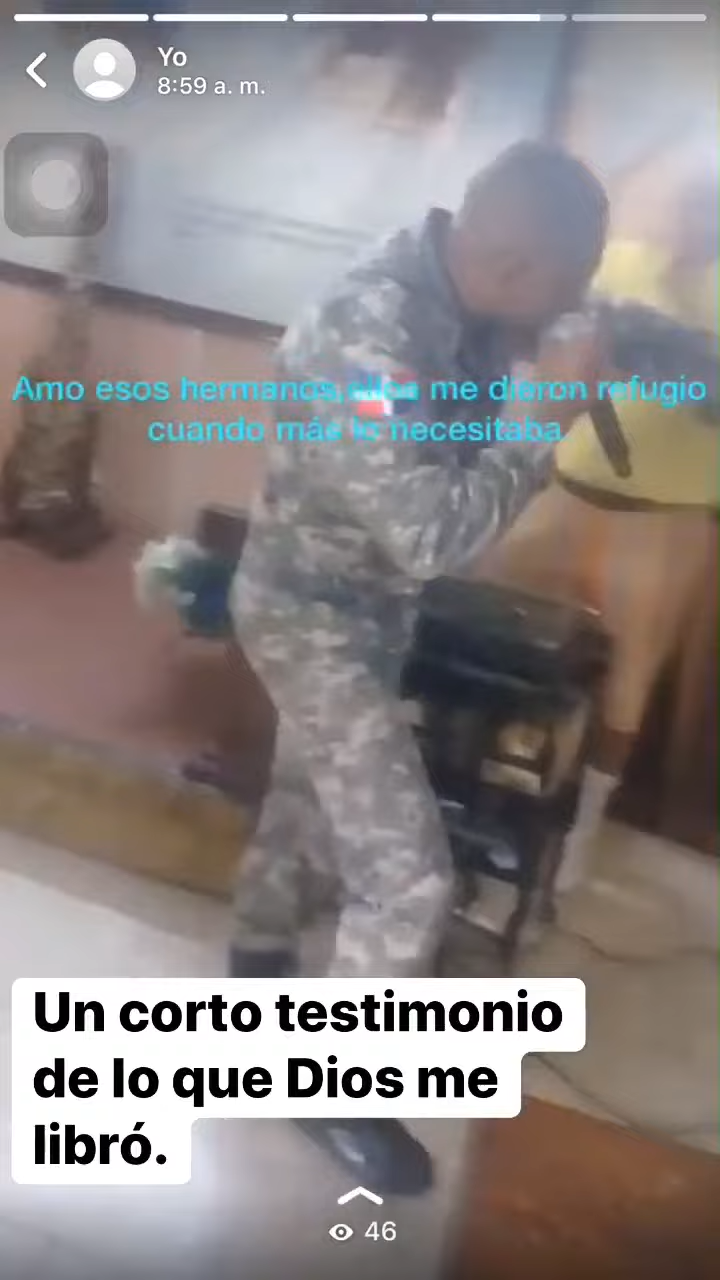 Yo
8:59 a. m.
Amo esos hermanos,ellos me dieron refugio
cuando más lo necesitaba.
Un corto testimonio
de lo que Dios me
libró.
46